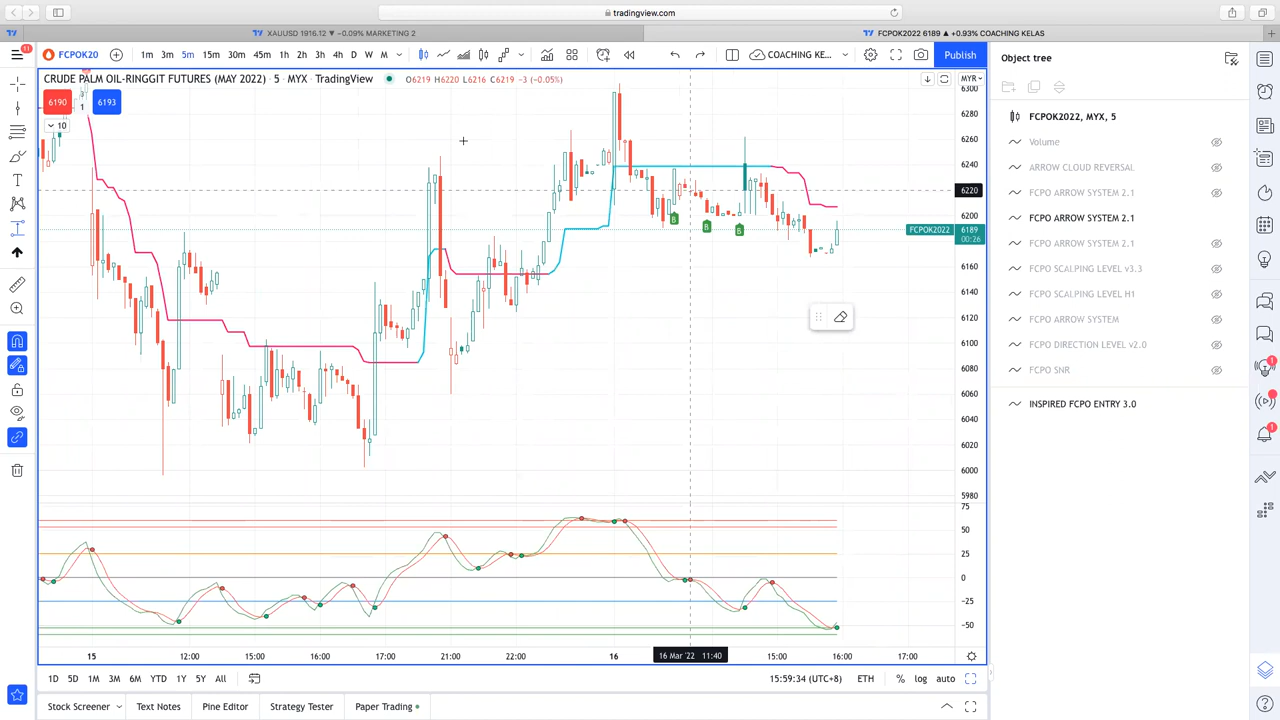 tradingview.com
XAUUSD 1916.12 ▼ −0.09% MARKETING 2
FCPOK2022 6189 ▲ +0.93% COACHING KELAS
11
FCPOK20
1m 3m 5m 15m 30m 45m 1h 2h 3h 4h D W M
COACHING KE...
Publish
CRUDE PALM OIL-RINGGIT FUTURES (MAY 2022) · 5 · MYX · TradingView
O6219 H6220 L6216 C6219 −3 (−0.05%)
MYR
6190
1
6193
10
6300
6280
6260
6240
6220
6200
FCPOK2022
6189
00:26
6160
6140
6120
6100
6080
6060
6040
6020
6000
5980
B
B
B
75
50
25
0
−25
−50
15
12:00
15:00
16:00
17:00
21:00
22:00
16
16 Mar '22 11:40
15:00
16:00
17:00
1D 5D 1M 3M 6M YTD 1Y 5Y All
15:59:34 (UTC+8)
ETH
% log auto
Stock Screener
Text Notes
Pine Editor
Strategy Tester
Paper Trading
Object tree
FCPOK2022, MYX, 5
Volume
ARROW CLOUD REVERSAL
FCPO ARROW SYSTEM 2.1
FCPO ARROW SYSTEM 2.1
FCPO ARROW SYSTEM 2.1
FCPO SCALPING LEVEL v3.3
FCPO SCALPING LEVEL H1
FCPO ARROW SYSTEM
FCPO DIRECTION LEVEL v2.0
FCPO SNR
INSPIRED FCPO ENTRY 3.0
1
1